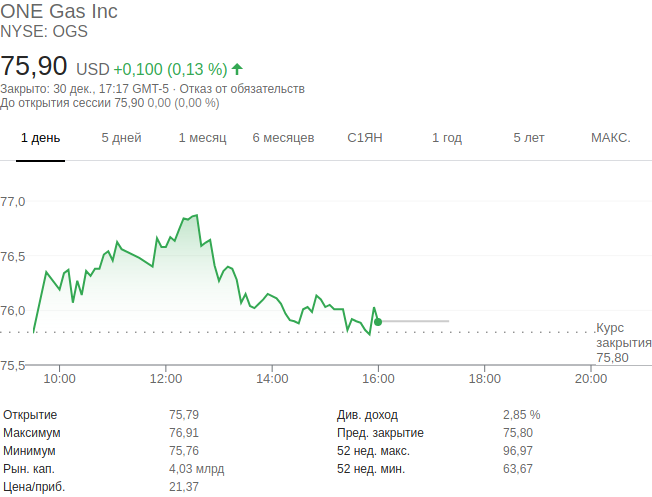 ONE Gas Inc
NYSE: OGS
75,90 USD +0,100 (0,13 %)
Закрыто: 30 дек., 17:17 GMT-5 · Отказ от обязательств
До открытия сессии 75,90 0,00 (0,00 %)
1 день 5 дней 1 месяц 6 месяцев С1ЯН 1 год 5 лет МАКС.
77,0
76,5
76,0
Курс
закрытия
75,80
75,5
10:00 12:00 14:00 16:00 18:00 20:00
Открытие 75,79 Див. доход 2,85 %
Максимум 76,91 Пред. закрытие 75,80
Минимум 75,76 52 нед. макс. 96,97
Рын. кап. 4,03 млрд 52 нед. мин. 63,67
Цена/приб. 21,37